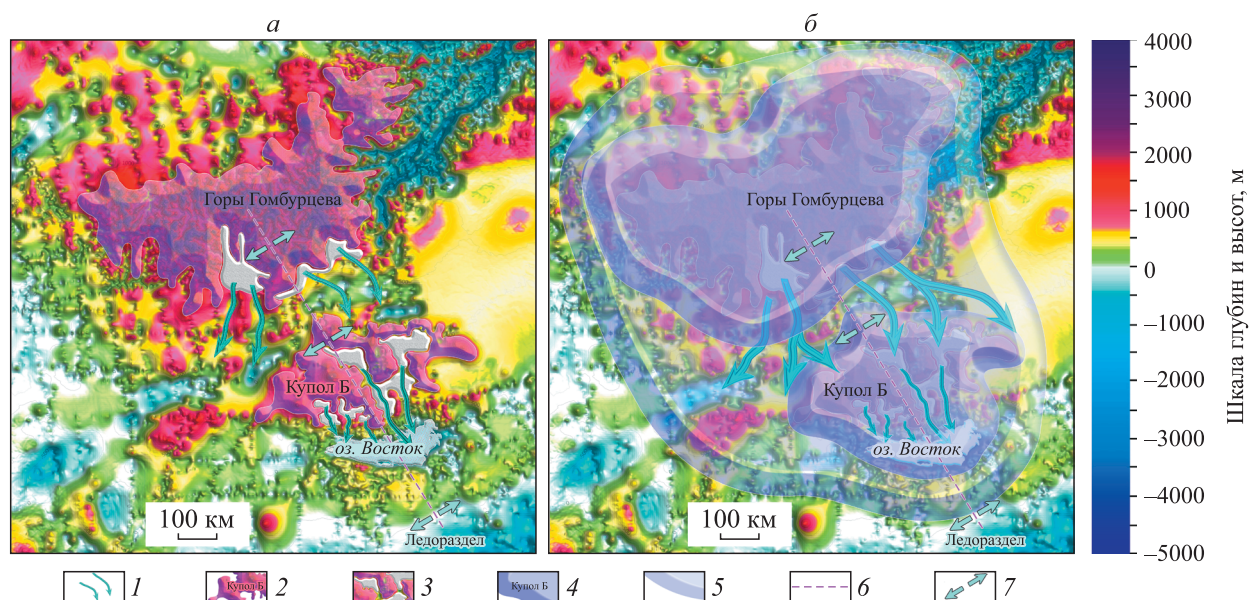 а
б
Горы Гомбурцева
Купол Б
оз. Восток
100 км
Ледораздел
Горы Гомбурцева
Купол Б
оз. Восток
100 км
Ледораздел
4000
3000
2000
1000
0
–1000
–2000
–3000
–4000
–5000
Шкала глубин и высот, м
1
Купол Б
2
3
Купол Б
4
5
6
7